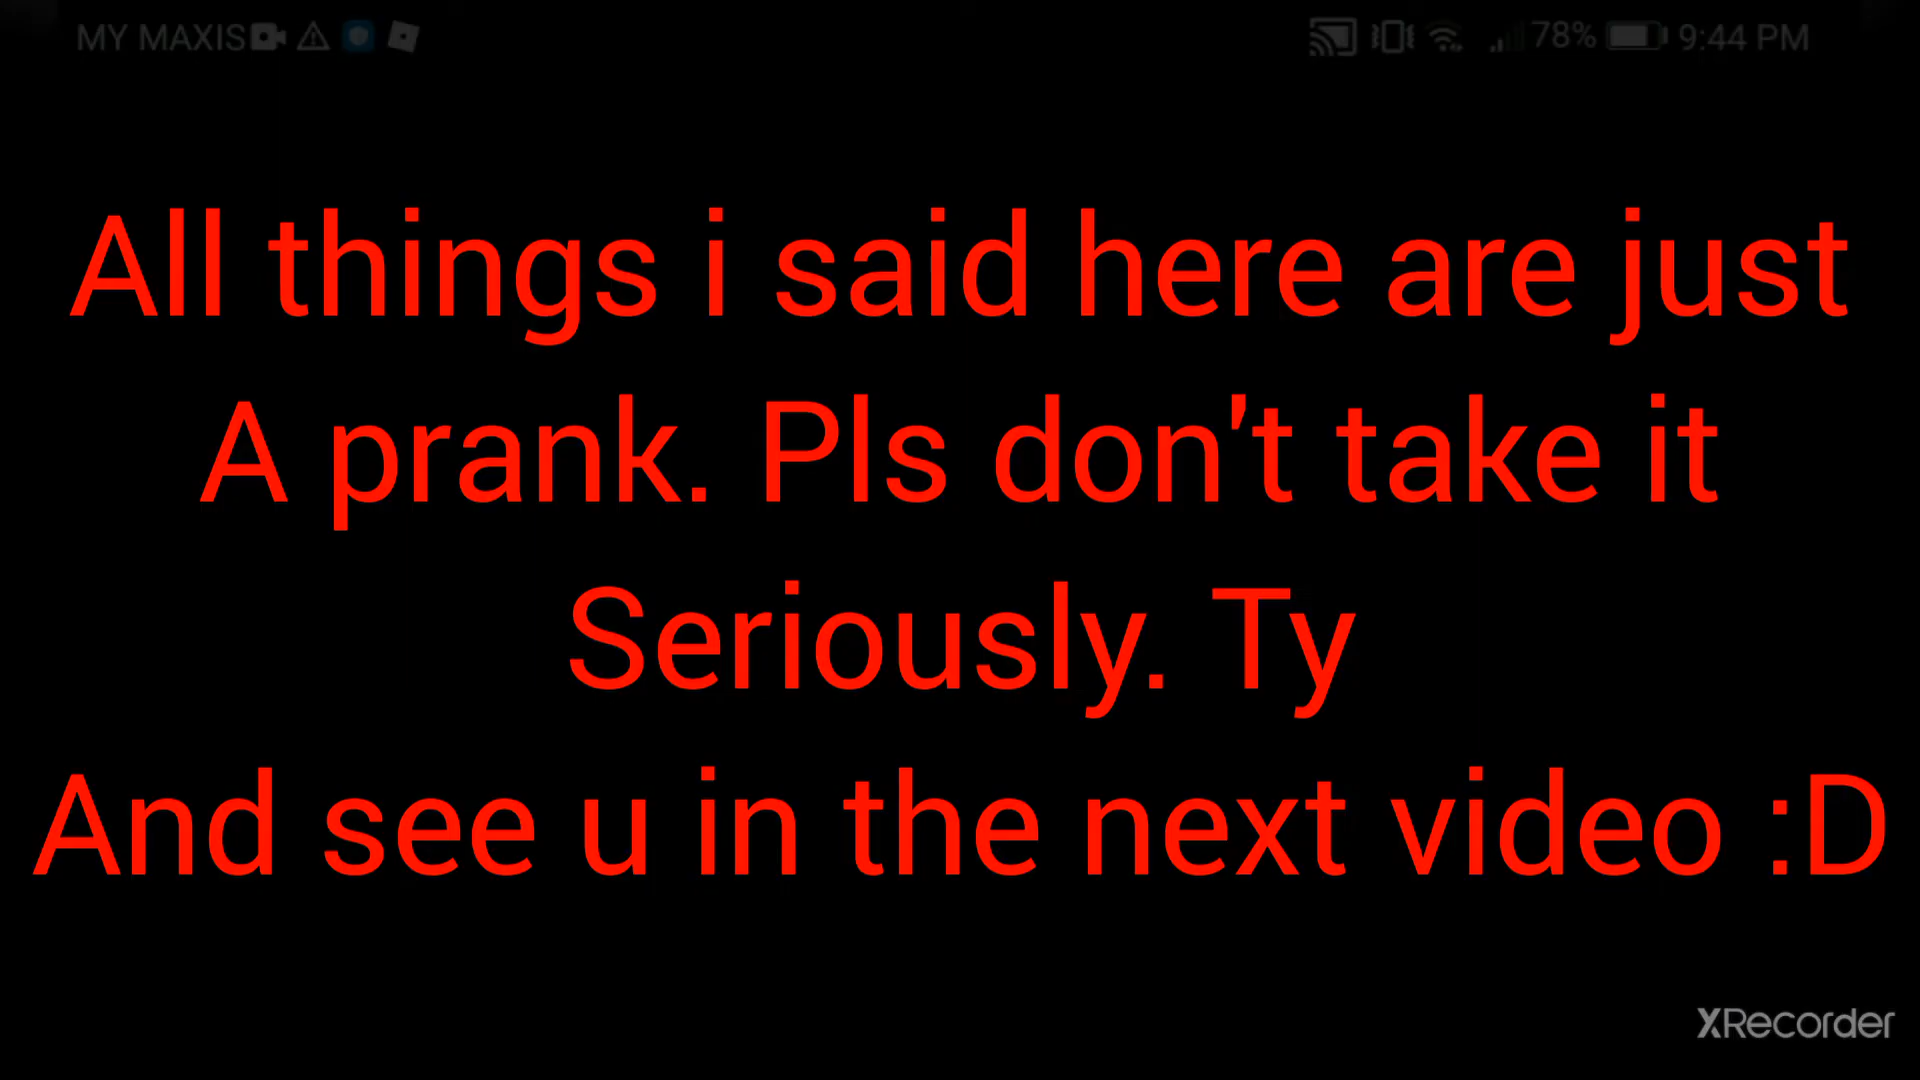 MY MAXIS 78% 9:44 PM
All things i said here are just
A prank. Pls don't take it
Seriously. Ty
And see u in the next video :D
XRecorder